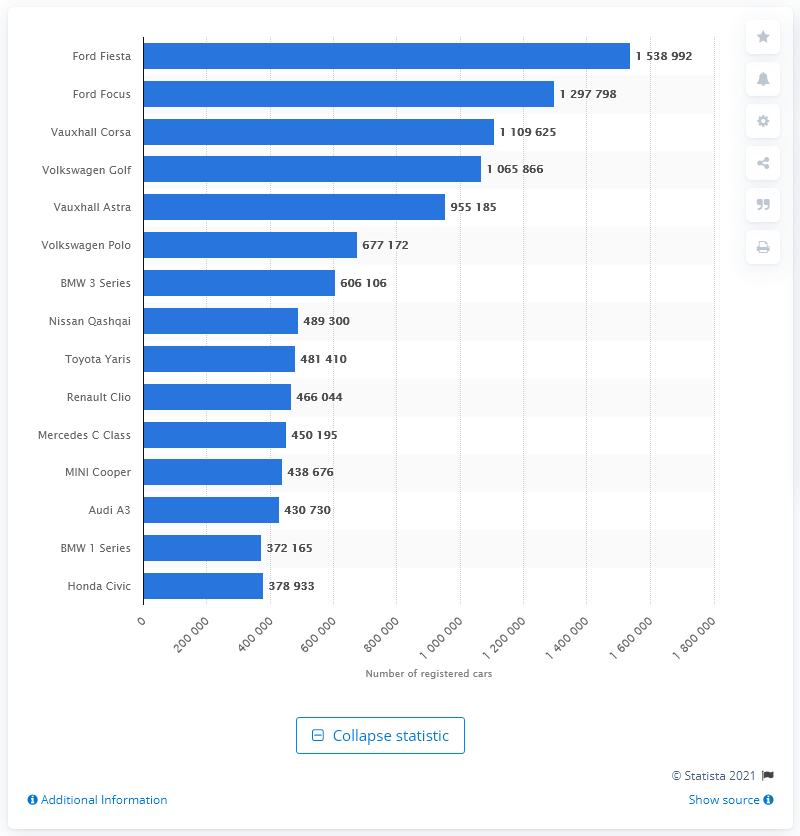 Ford Fiesta 1 538 992
Ford Focus 1 297 798
Vauxhall Corsa 1 109 625
Volkswagen Golf 1 065 866
Vauxhall Astra 955 185
Volkswagen Polo 677 172
BMW 3 Series 606 106
Nissan Qashqai 489 300
Toyota Yaris 481 410
Renault Clio 466 044
Mercedes C Class 450 195
MINI Cooper 438 676
Audi A3 430 730
BMW 1 Series 372 165
Honda Civic 378 933
0 200 000 400 000 600 000 800 000 1 000 000 1 200 000 1 400 000 1 600 000 1 800 000
Number of registered cars
Collapse statistic
© Statista 2021
Additional Information Show source